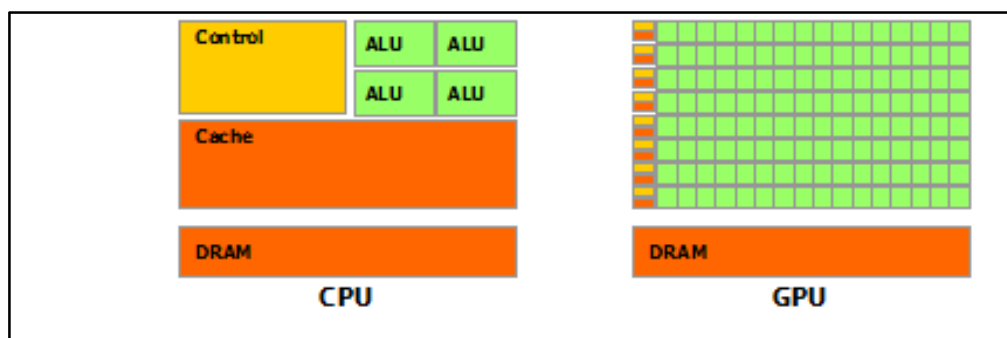 Control
ALU
ALU
ALU
ALU
Cache
DRAM
CPU
DRAM
GPU